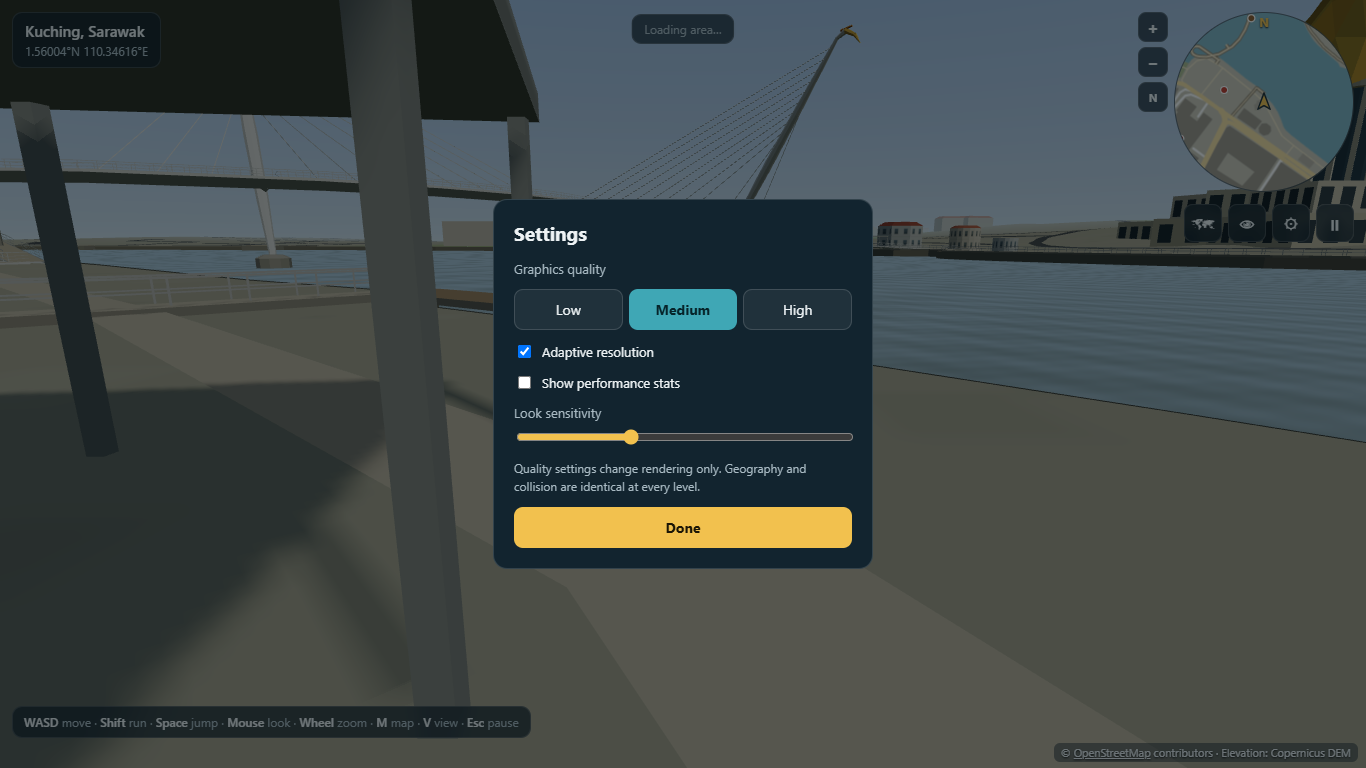 Kuching, Sarawak
1.56004°N 110.34616°E
Loading area...
+
−
N
N
Settings
Graphics quality
Low
Medium
High
Adaptive resolution
Show performance stats
Look sensitivity
Quality settings change rendering only. Geography and
collision are identical at every level.
Done
WASD move · Shift run · Space jump · Mouse look · Wheel zoom · M map · V view · Esc pause
© OpenStreetMap contributors · Elevation: Copernicus DEM